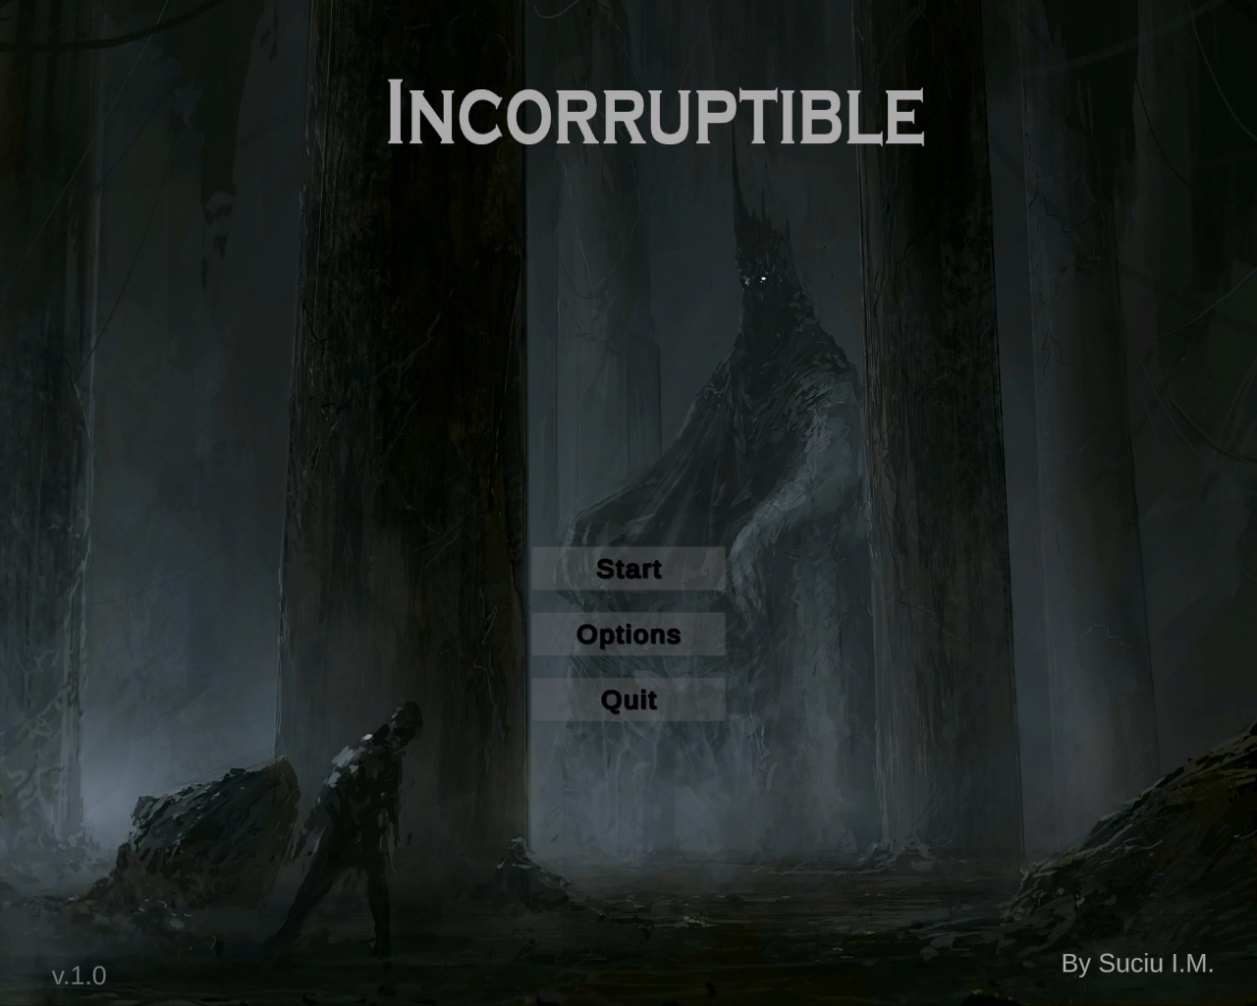 Incorruptible
Start
Options
Quit
v.1.0
By Suciu I.M.